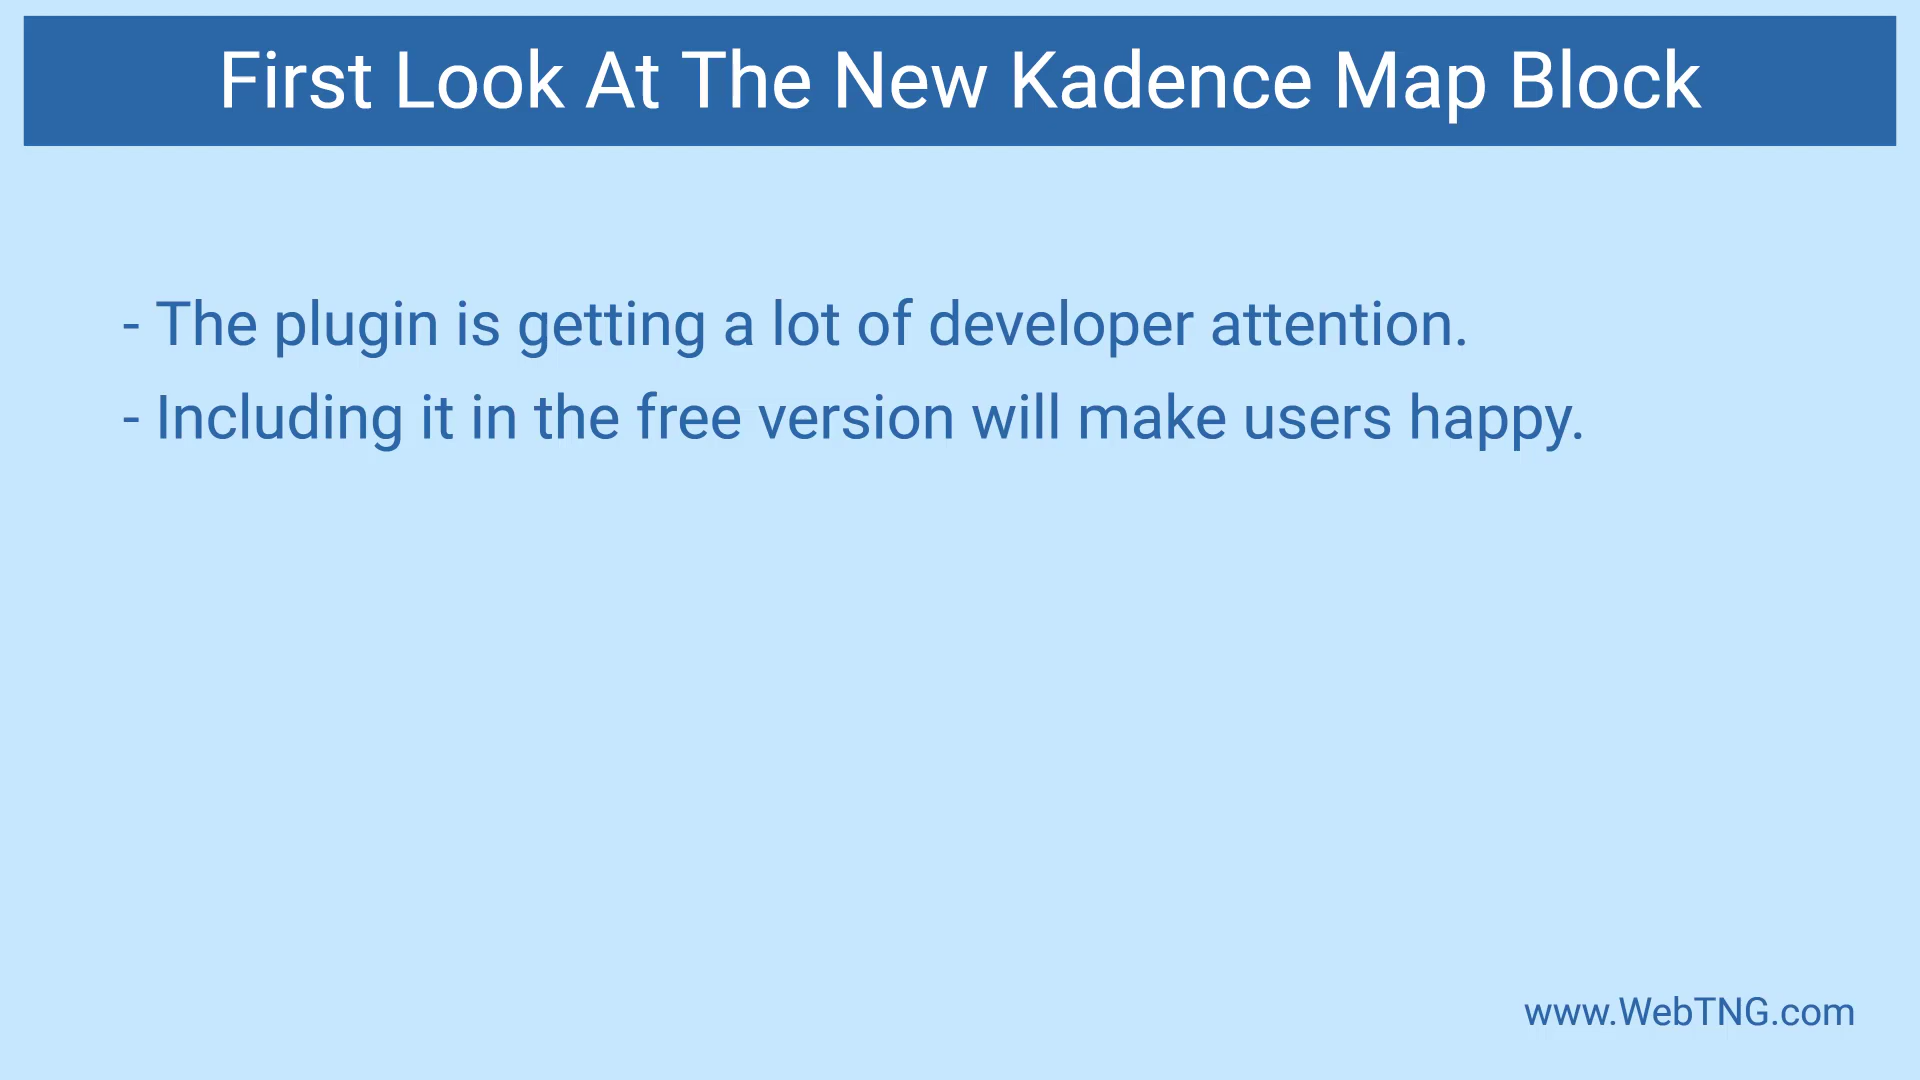 First Look At The New Kadence Map Block
- The plugin is getting a lot of developer attention.
- Including it in the free version will make users happy.
www.WebTNG.com